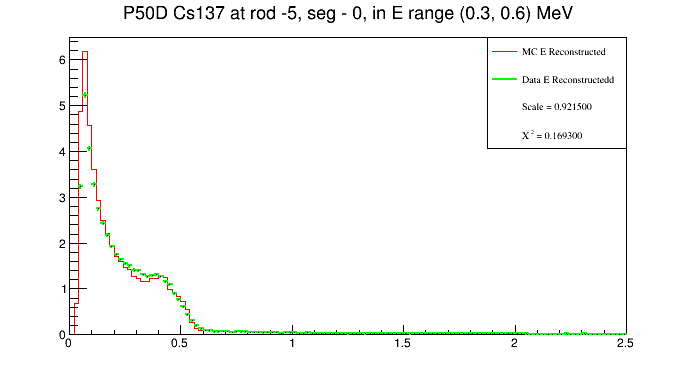 P50D Cs137 at rod -5, seg - 0, in E range (0.3, 0.6) MeV
MC E Reconstructed
Data E Reconstructedd
Scale = 0.921500
X² = 0.169300
6
5
4
3
2
1
0
0 0.5 1 1.5 2 2.5